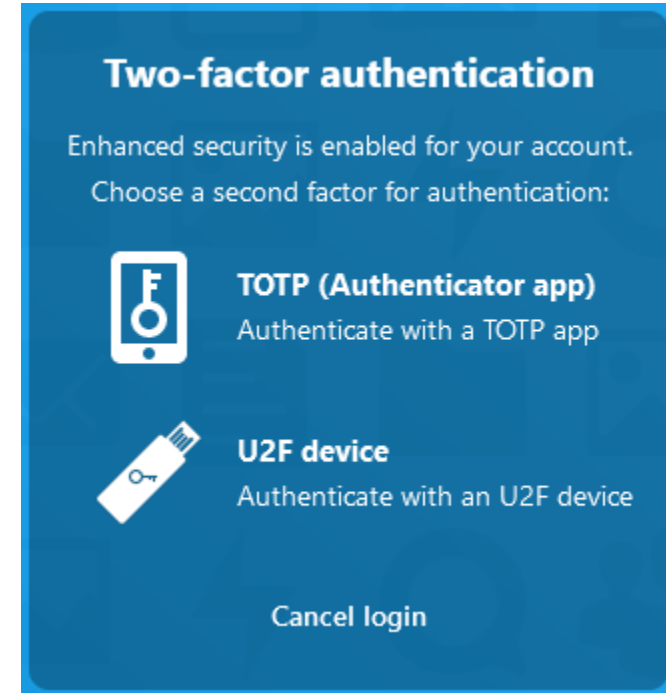 Two-factor authentication
Enhanced security is enabled for your account.
Choose a second factor for authentication:
TOTP (Authenticator app)
Authenticate with a TOTP app
U2F device
Authenticate with an U2F device
Cancel login